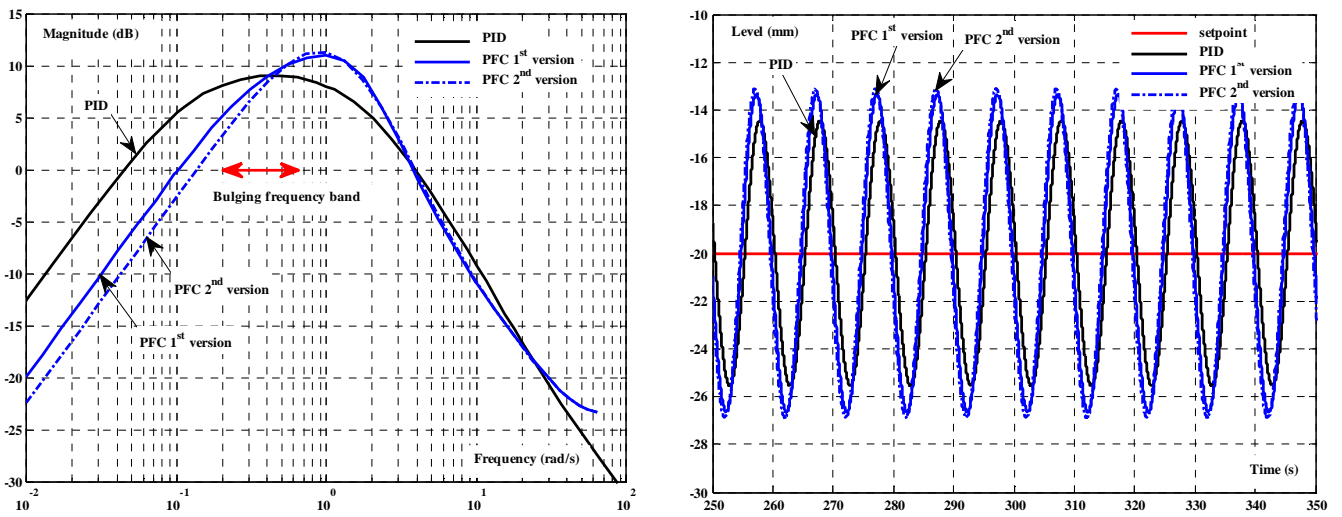 Magnitude (dB)
PID
PFC 1st version
PFC 2nd version
PID
Bulging frequency band
PFC 2nd version
PFC 1st version
Frequency (rad/s)
15
10
5
0
-5
-10
-15
-20
-25
-30
10-2
10-1
100
101
102
Level (mm)
PFC 1st version
PFC 2nd version
PID
setpoint
PID
PFC 1st version
PFC 2nd version
Time (s)
-10
-12
-14
-16
-18
-20
-22
-24
-26
-28
-30
250 260 270 280 290 300 310 320 330 340 350